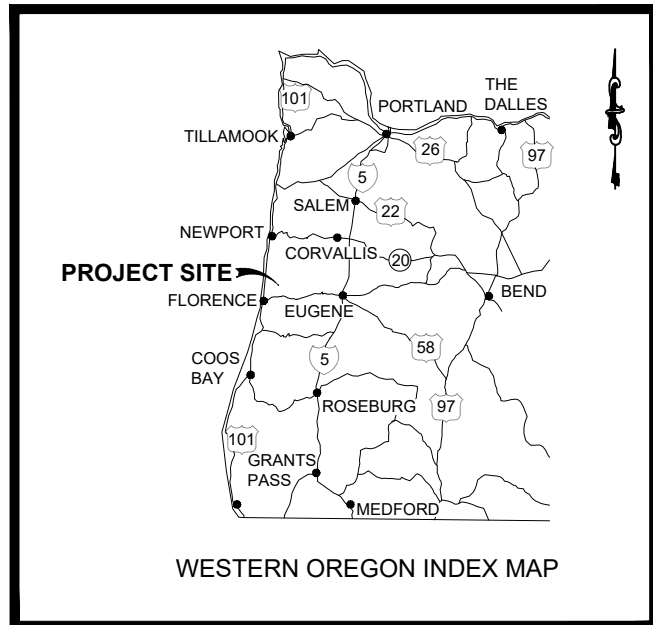 THE
DALLES
101
PORTLAND
TILLAMOOK
26
97
5
SALEM
22
NEWPORT
CORVALLIS
20
PROJECT SITE
FLORENCE
EUGENE
BEND
58
COOS
BAY
5
ROSEBURG
97
101
GRANTS
PASS
MEDFORD
WESTERN OREGON INDEX MAP